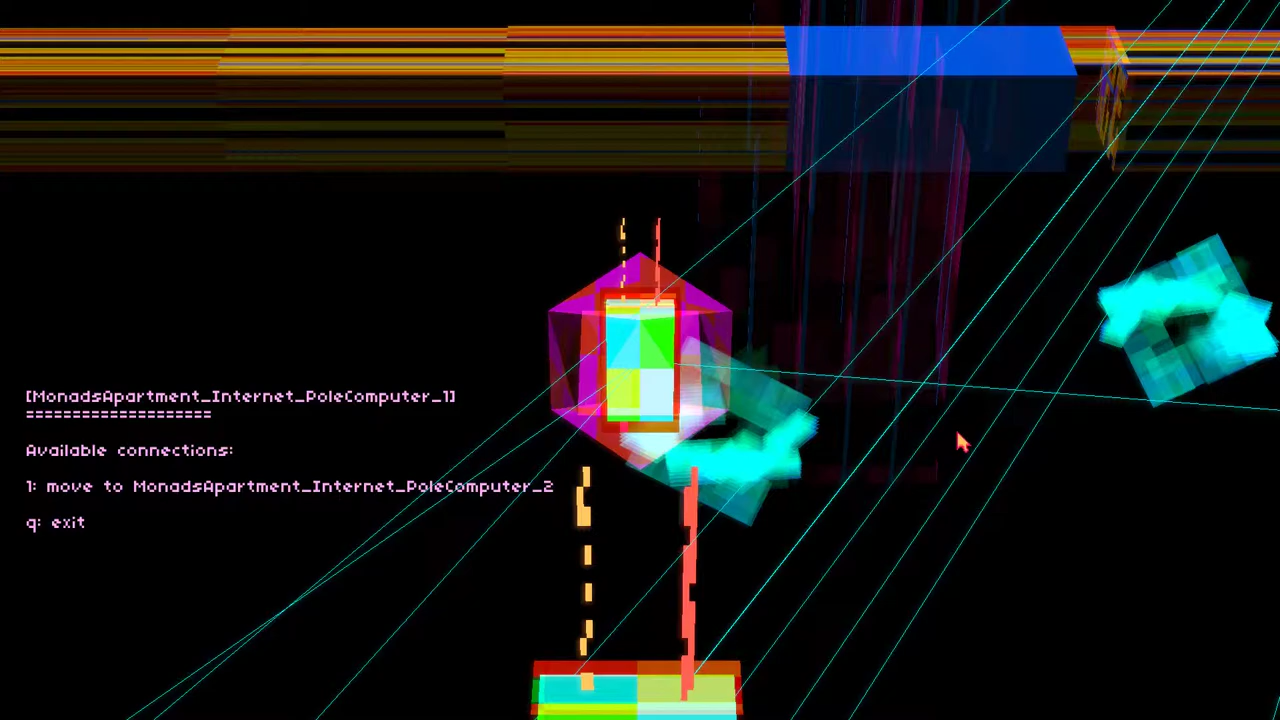 [MonadsApartment_Internet_PoleComputer_1]
====================
Available connections:
1: move to MonadsApartment_Internet_PoleComputer_2
q: exit